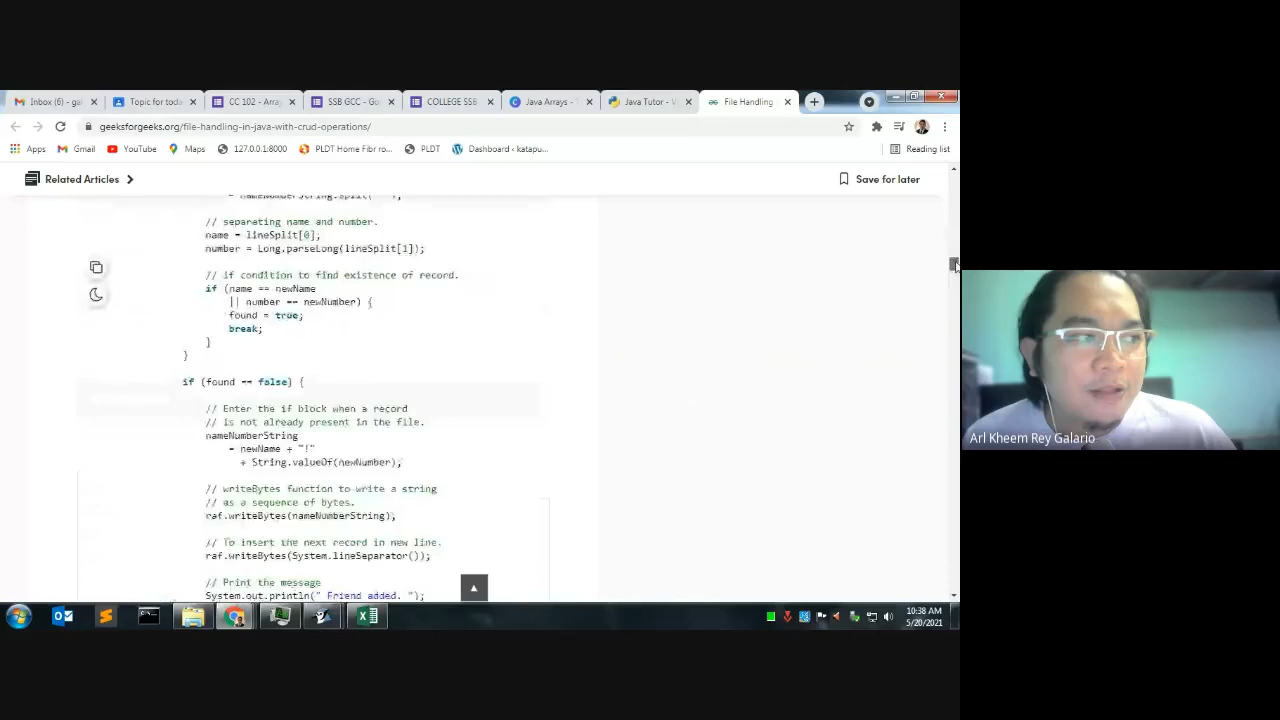 Inbox (6) - ga
Topic for toda
CC 102 - Array
SSB GCC - Go
COLLEGE SSB
Java Arrays - T
Java Tutor - V
File Handling
geeksforgeeks.org/file-handling-in-java-with-crud-operations/
Apps
Gmail
YouTube
Maps
127.0.0.1:8000
PLDT Home Fibr ro...
PLDT
Dashboard ‹ katapu...
Reading list
Related Articles
Save for later
= nameNumberString.split("!");
// separating name and number.
name = lineSplit[0];
number = Long.parseLong(lineSplit[1]);
// if condition to find existence of record.
if (name == newName
|| number == newNumber) {
found = true;
break;
}
}
if (found == false) {
// Enter the if block when a record
// is not already present in the file.
nameNumberString
= newName + "!"
+ String.valueOf(newNumber);
// writeBytes function to write a string
// as a sequence of bytes.
raf.writeBytes(nameNumberString);
// To insert the next record in new line.
raf.writeBytes(System.lineSeparator());
// Print the message
System.out.println(" Friend added. ");
Arl Kheem Rey Galario
10:38 AM
5/20/2021